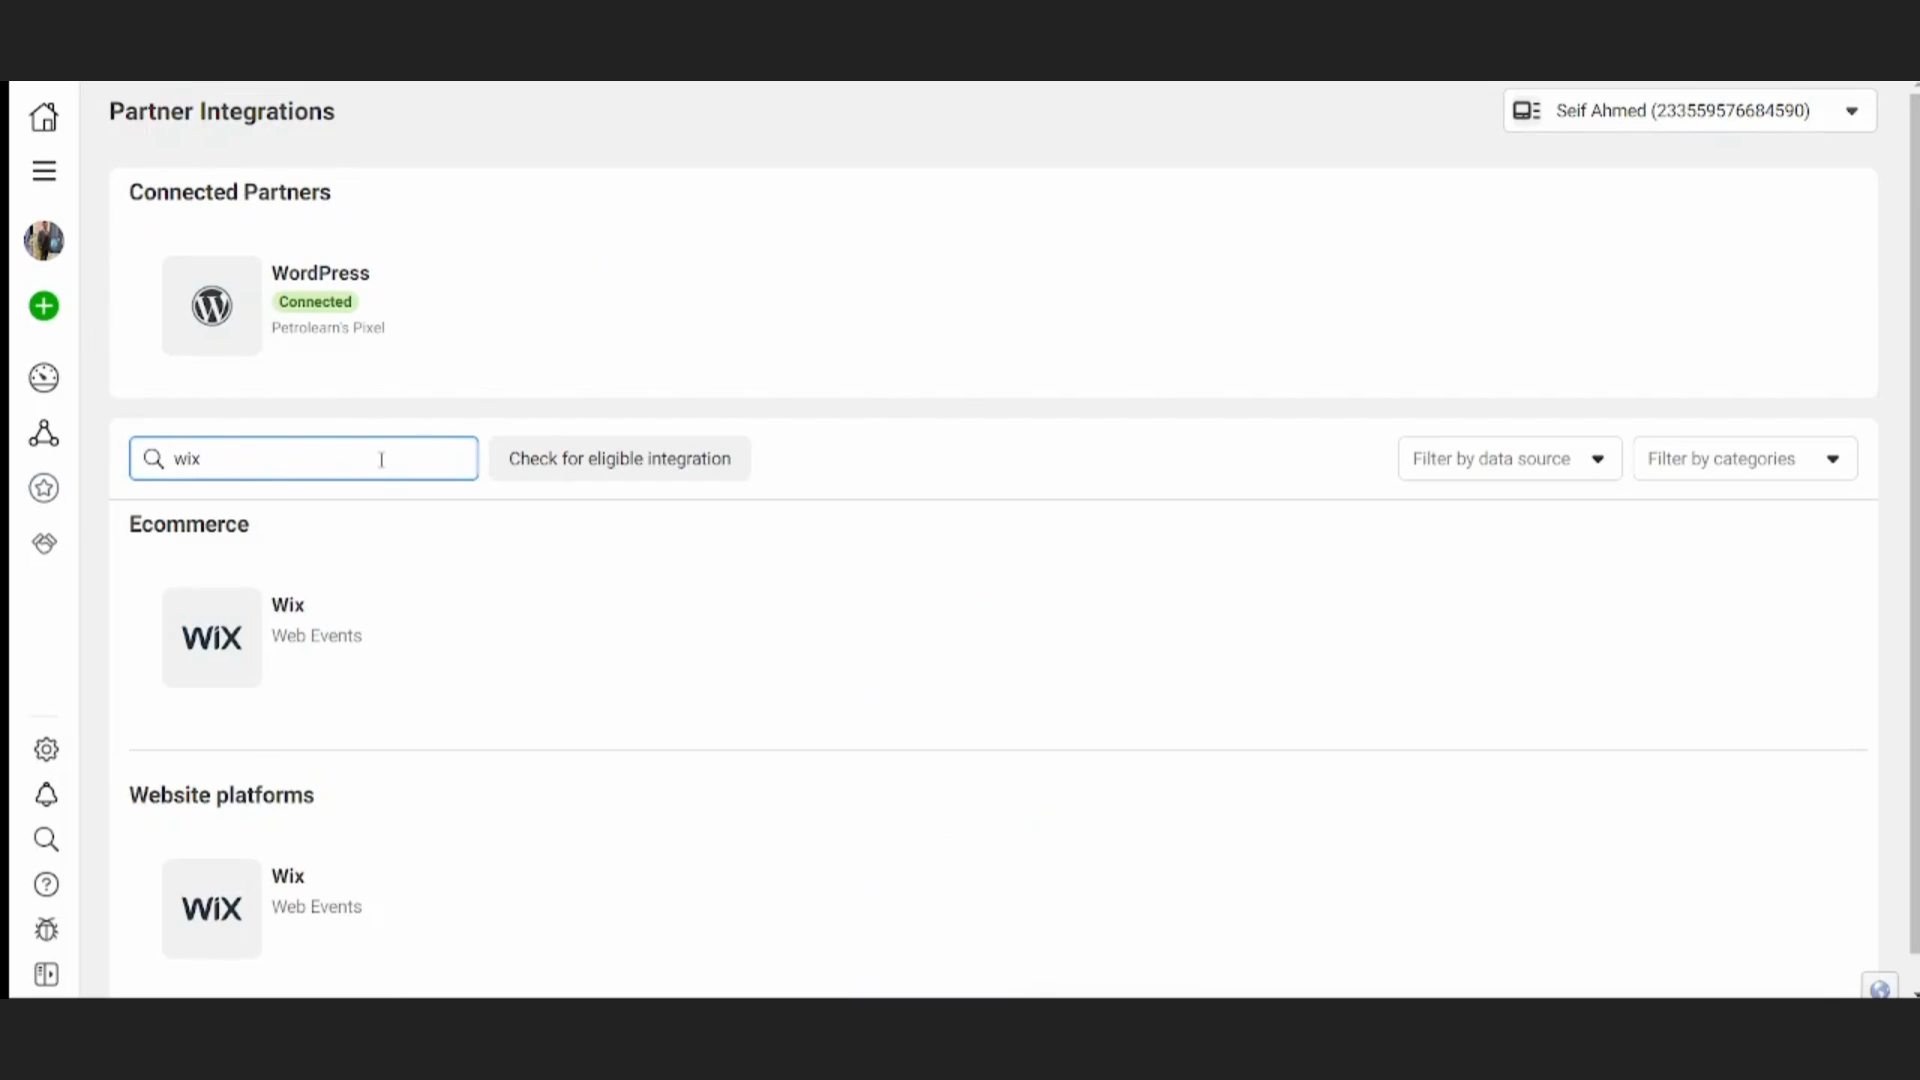 Partner Integrations
Seif Ahmed (233559576684590)
Connected Partners
WordPress
Connected
Petrolearn's Pixel
wix
Check for eligible integration
Filter by data source
Filter by categories
Ecommerce
WiX
Wix
Web Events
Website platforms
WiX
Wix
Web Events